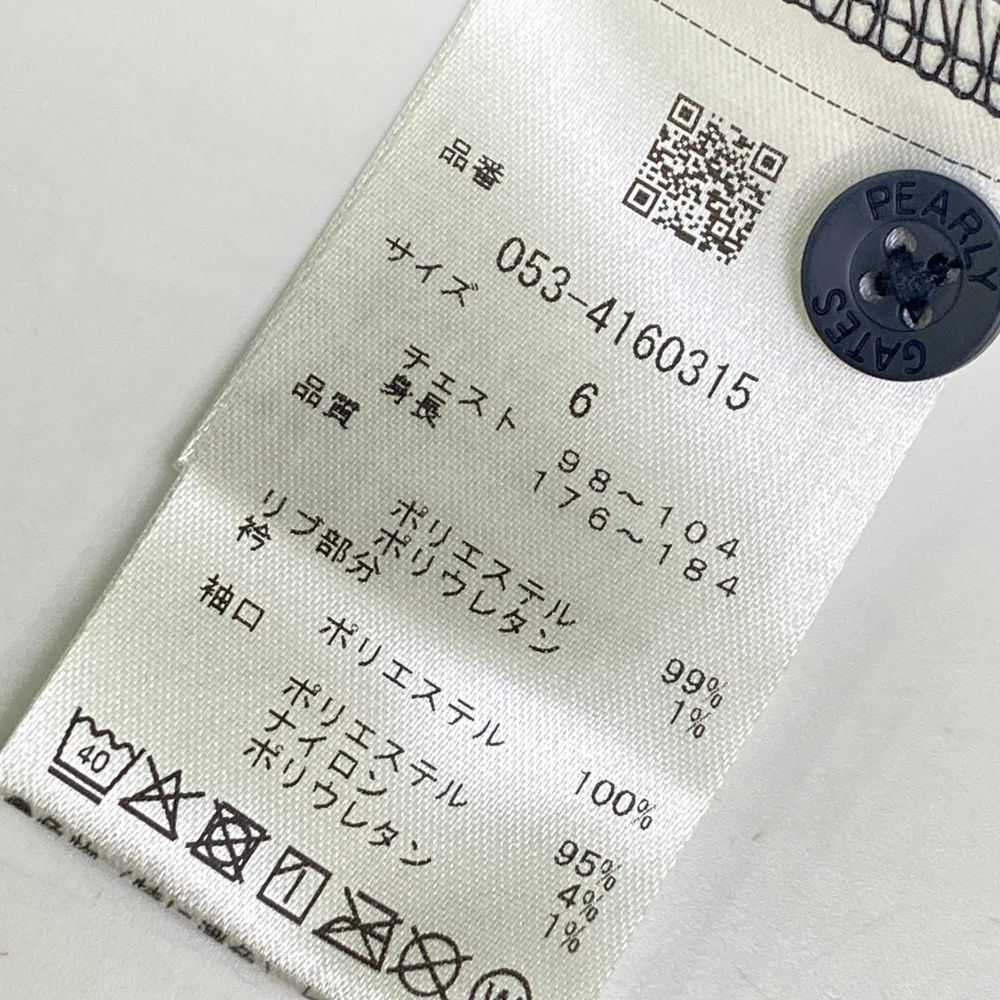 品番
053-4160315
サイズ
6
チェスト 98～104
身長 176～184
品質
ポリエステル 99%
ポリウレタン 1%
リブ部分
衿
ポリエステル 100%
袖口
ポリエステル 95%
ナイロン 4%
ポリウレタン 1%
40
W
PEARLY
GATES